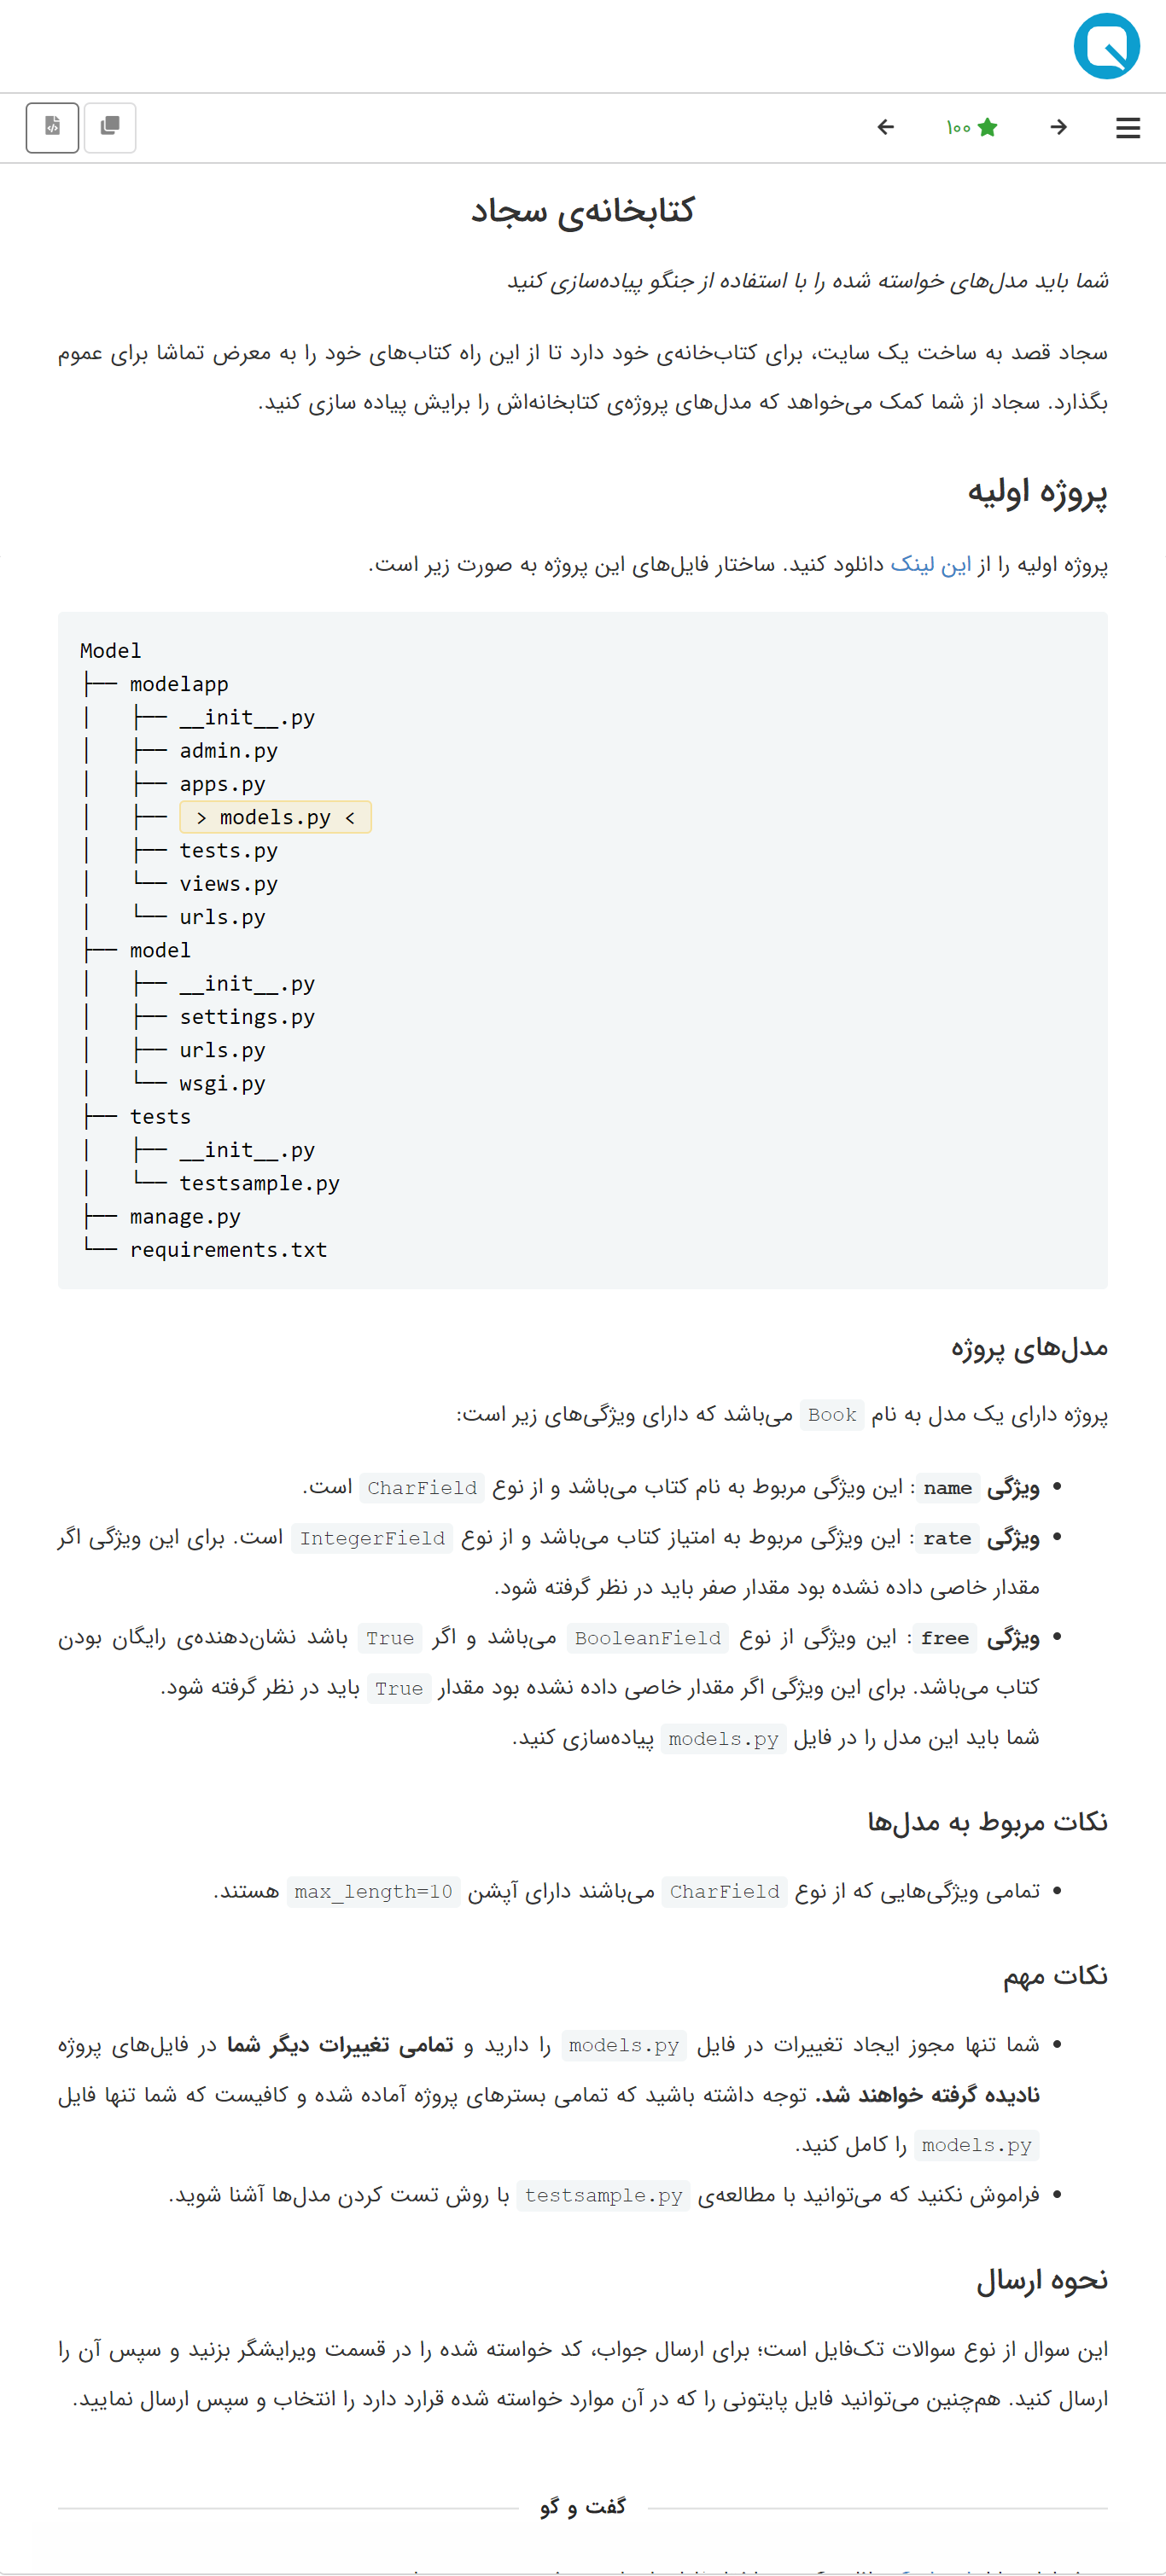 ۱۰۰
کتابخانه‌ی سجاد
شما باید مدل‌های خواسته شده را با استفاده از جنگو پیاده‌سازی کنید
سجاد قصد به ساخت یک سایت، برای کتاب‌خانه‌ی خود دارد تا از این راه کتاب‌های خود را به معرض تماشا برای عموم
بگذارد. سجاد از شما کمک می‌خواهد که مدل‌های پروژه‌ی کتابخانه‌اش را برایش پیاده سازی کنید.
پروژه اولیه
پروژه اولیه را از این لینک دانلود کنید. ساختار فایل‌های این پروژه به صورت زیر است.
Model
├── modelapp
│   ├── __init__.py
│   ├── admin.py
│   ├── apps.py
│   ├── > models.py <
│   ├── tests.py
│   └── views.py
│   └── urls.py
├── model
│   ├── __init__.py
│   ├── settings.py
│   ├── urls.py
│   └── wsgi.py
├── tests
│   ├── __init__.py
│   └── testsample.py
├── manage.py
└── requirements.txt
مدل‌های پروژه
پروژه دارای یک مدل به نام Book می‌باشد که دارای ویژگی‌های زیر است:
• ویژگی name: این ویژگی مربوط به نام کتاب می‌باشد و از نوع CharField است.
• ویژگی rate: این ویژگی مربوط به امتیاز کتاب می‌باشد و از نوع IntegerField است. برای این ویژگی اگر
مقدار خاصی داده نشده بود مقدار صفر باید در نظر گرفته شود.
• ویژگی free: این ویژگی از نوع BooleanField می‌باشد و اگر True باشد نشان‌دهنده‌ی رایگان بودن
کتاب می‌باشد. برای این ویژگی اگر مقدار خاصی داده نشده بود مقدار True باید در نظر گرفته شود.
شما باید این مدل را در فایل models.py پیاده‌سازی کنید.
نکات مربوط به مدل‌ها
• تمامی ویژگی‌هایی که از نوع CharField می‌باشند دارای آپشن max_length=10 هستند.
نکات مهم
• شما تنها مجوز ایجاد تغییرات در فایل models.py را دارید و تمامی تغییرات دیگر شما در فایل‌های پروژه
نادیده گرفته خواهند شد. توجه داشته باشید که تمامی بسترهای پروژه آماده شده و کافیست که شما تنها فایل
models.py را کامل کنید.
• فراموش نکنید که می‌توانید با مطالعه‌ی testsample.py با روش تست کردن مدل‌ها آشنا شوید.
نحوه ارسال
این سوال از نوع سوالات تک‌فایل است؛ برای ارسال جواب، کد خواسته شده را در قسمت ویرایشگر بزنید و سپس آن را
ارسال کنید. هم‌چنین می‌توانید فایل پایتونی را که در آن موارد خواسته شده قرارد دارد را انتخاب و سپس ارسال نمایید.
گفت و گو